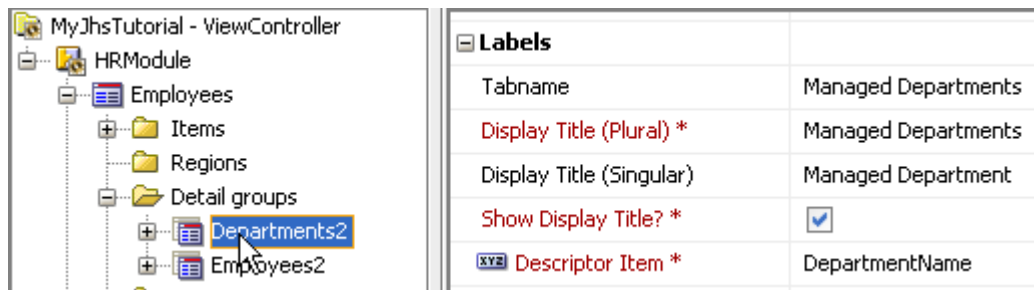 MyJhsTutorial - ViewController
HRModule
Employees
Items
Regions
Detail groups
Departments2
Employees2
Labels
Tabname Managed Departments
Display Title (Plural) * Managed Departments
Display Title (Singular) Managed Department
Show Display Title? *
XYZ Descriptor Item * DepartmentName